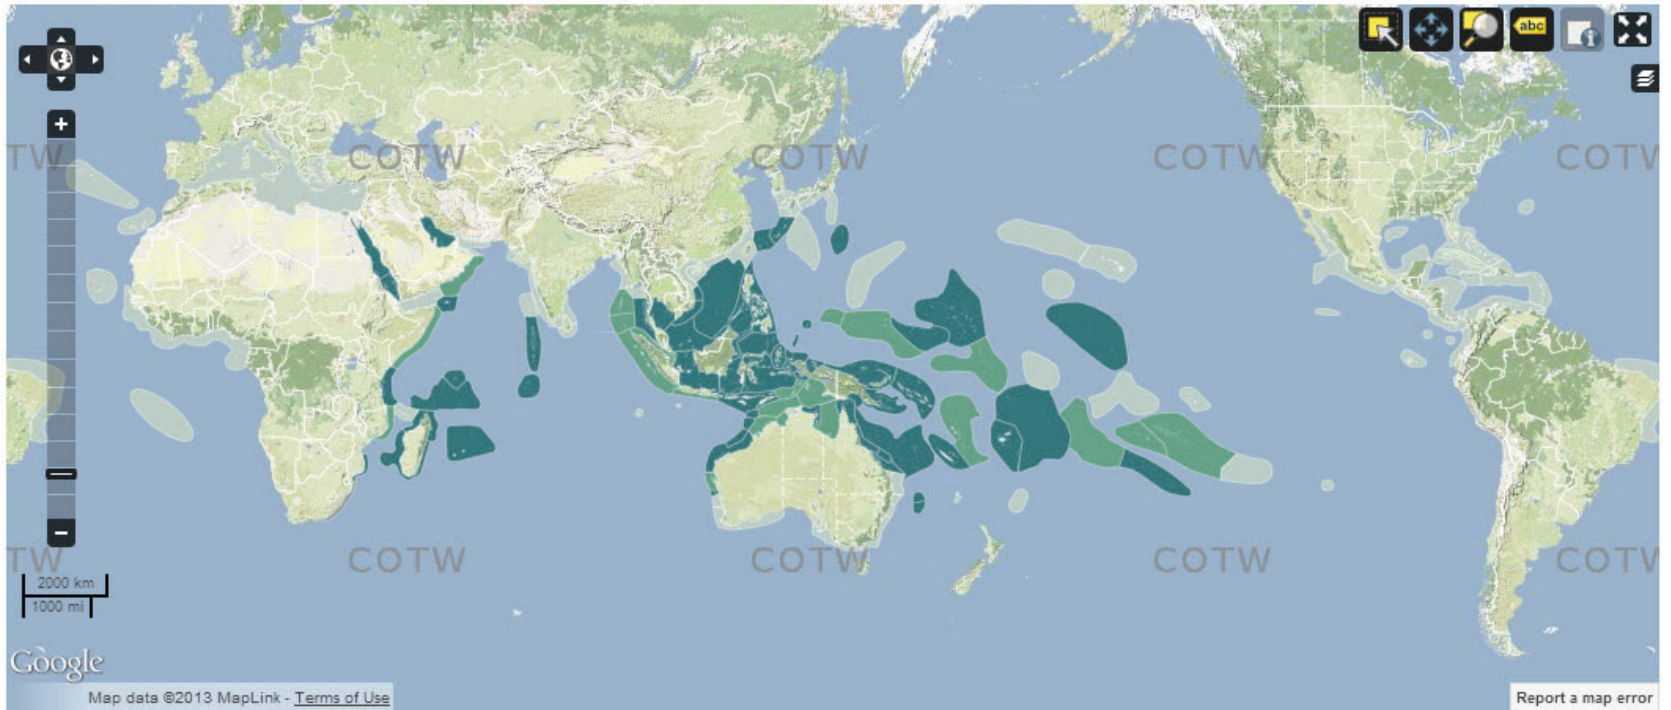 abc
+
TW
COTW
COTW
COTW
COTW
−
TW
COTW
COTW
COTW
COTW
2000 km
1000 mi
Google
Map data ©2013 MapLink - Terms of Use
Report a map error